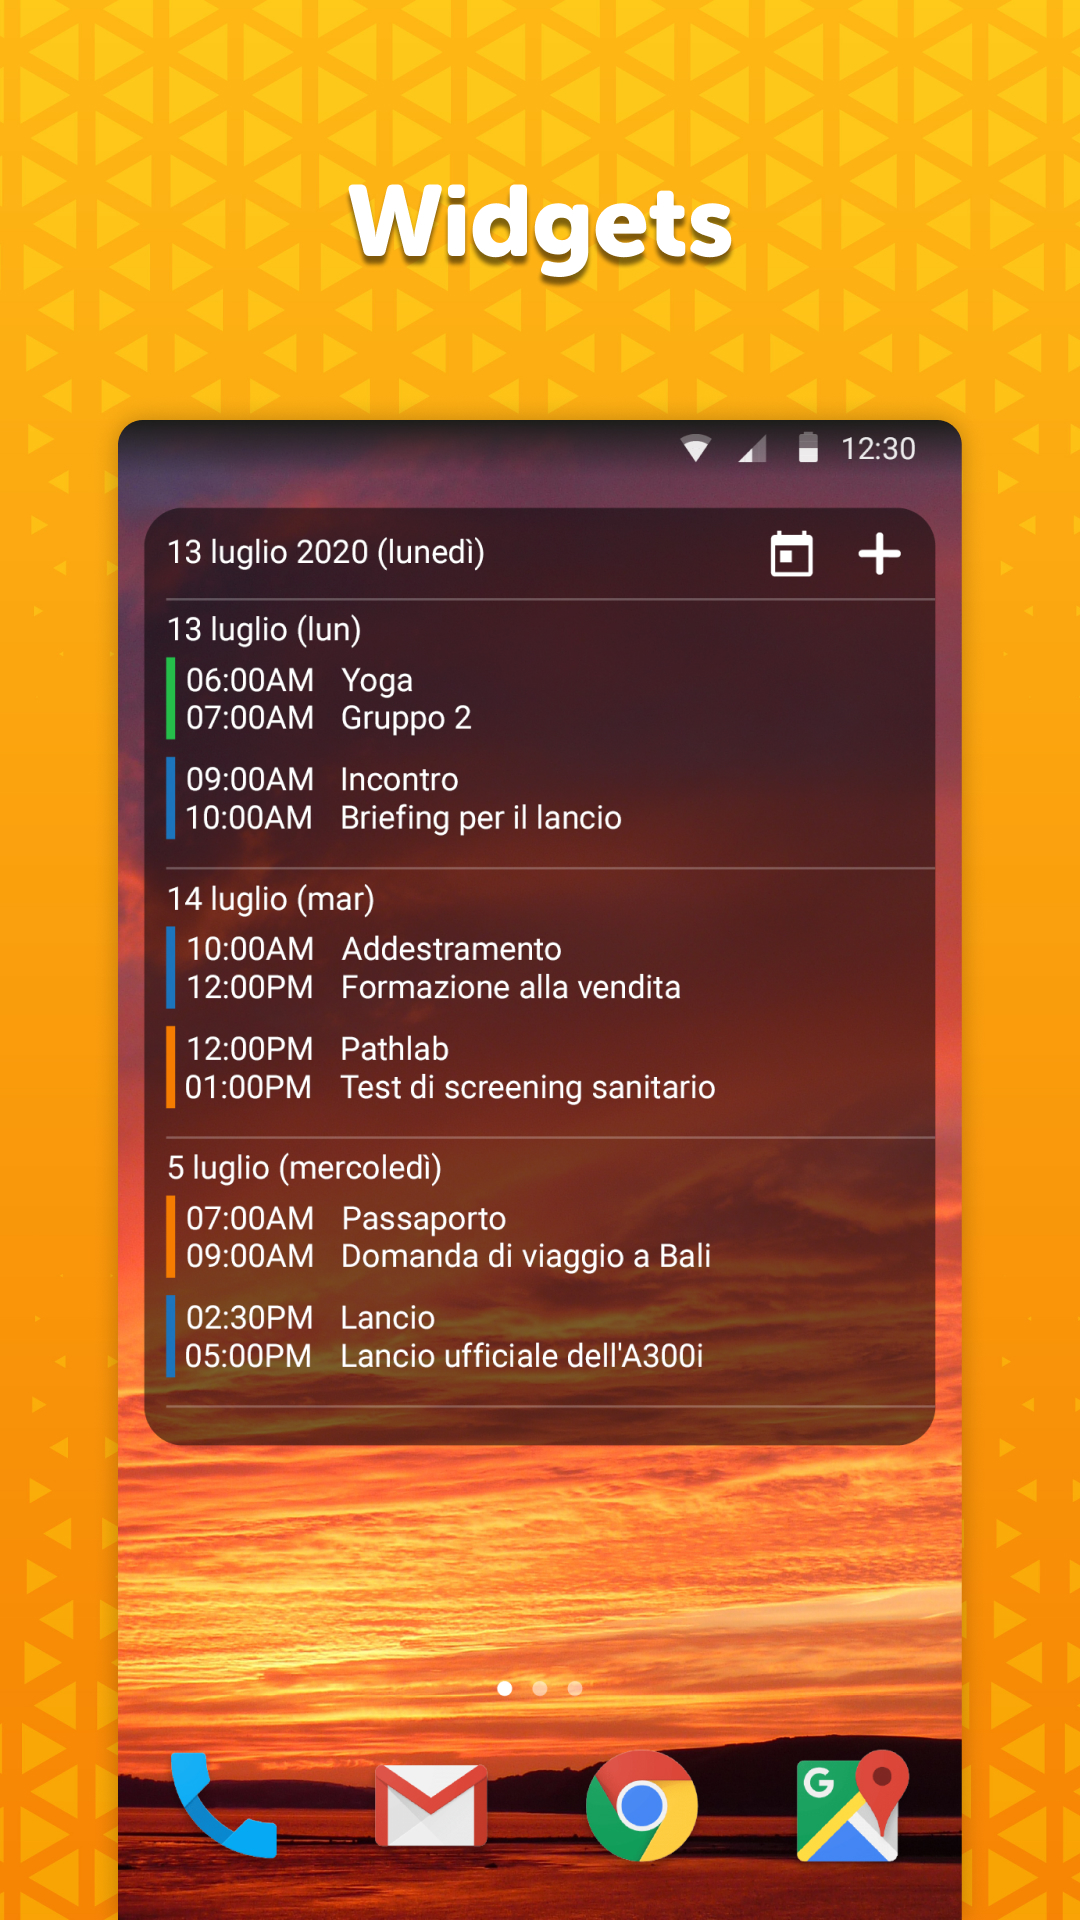 Widgets
12:30
13 luglio 2020 (lunedì)
13 luglio (lun)
06:00AM Yoga
07:00AM Gruppo 2
09:00AM Incontro
10:00AM Briefing per il lancio
14 luglio (mar)
10:00AM Addestramento
12:00PM Formazione alla vendita
12:00PM Pathlab
01:00PM Test di screening sanitario
5 luglio (mercoledì)
07:00AM Passaporto
09:00AM Domanda di viaggio a Bali
02:30PM Lancio
05:00PM Lancio ufficiale dell'A300i
G